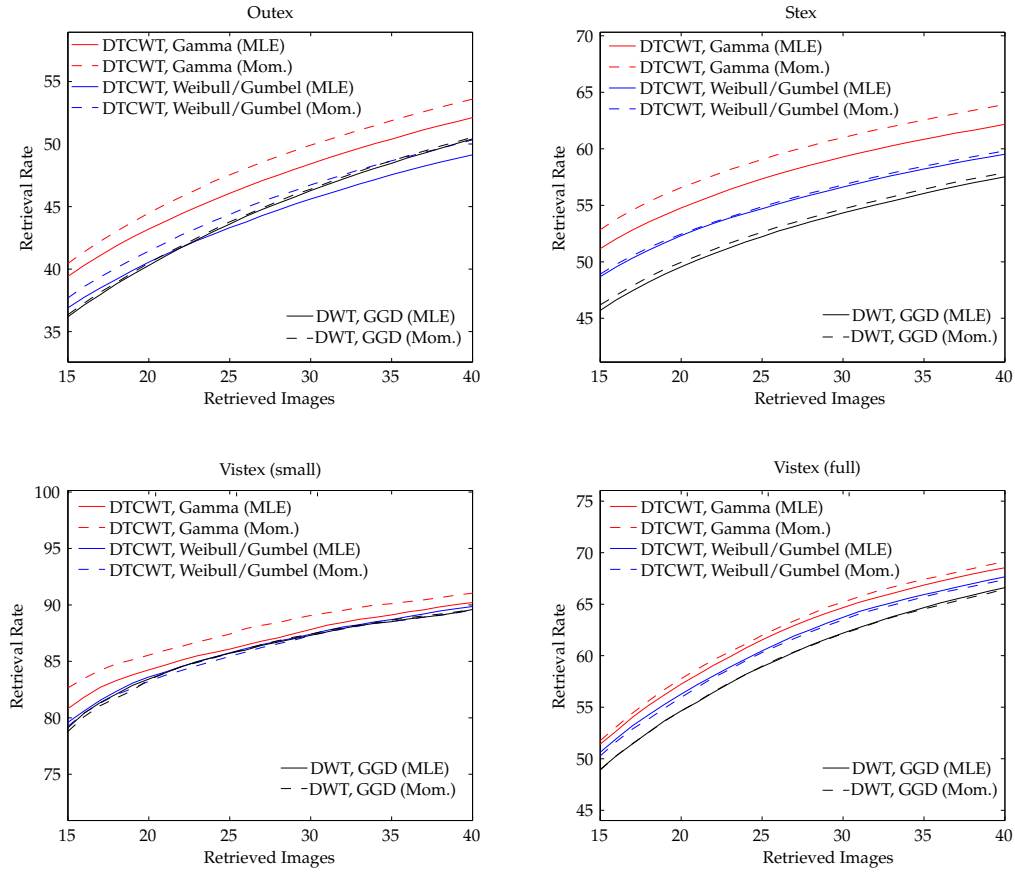 Outex
DTCWT, Gamma (MLE)
DTCWT, Gamma (Mom.)
DTCWT, Weibull/Gumbel (MLE)
DTCWT, Weibull/Gumbel (Mom.)
DWT, GGD (MLE)
DWT, GGD (Mom.)
55
50
45
40
35
Retrieval Rate
15 20 25 30 35 40
Retrieved Images
Stex
DTCWT, Gamma (MLE)
DTCWT, Gamma (Mom.)
DTCWT, Weibull/Gumbel (MLE)
DTCWT, Weibull/Gumbel (Mom.)
DWT, GGD (MLE)
DWT, GGD (Mom.)
70
65
60
55
50
45
Retrieval Rate
15 20 25 30 35 40
Retrieved Images
Vistex (small)
DTCWT, Gamma (MLE)
DTCWT, Gamma (Mom.)
DTCWT, Weibull/Gumbel (MLE)
DTCWT, Weibull/Gumbel (Mom.)
DWT, GGD (MLE)
DWT, GGD (Mom.)
100
95
90
85
80
75
Retrieval Rate
15 20 25 30 35 40
Retrieved Images
Vistex (full)
DTCWT, Gamma (MLE)
DTCWT, Gamma (Mom.)
DTCWT, Weibull/Gumbel (MLE)
DTCWT, Weibull/Gumbel (Mom.)
DWT, GGD (MLE)
DWT, GGD (Mom.)
75
70
65
60
55
50
45
Retrieval Rate
15 20 25 30 35 40
Retrieved Images